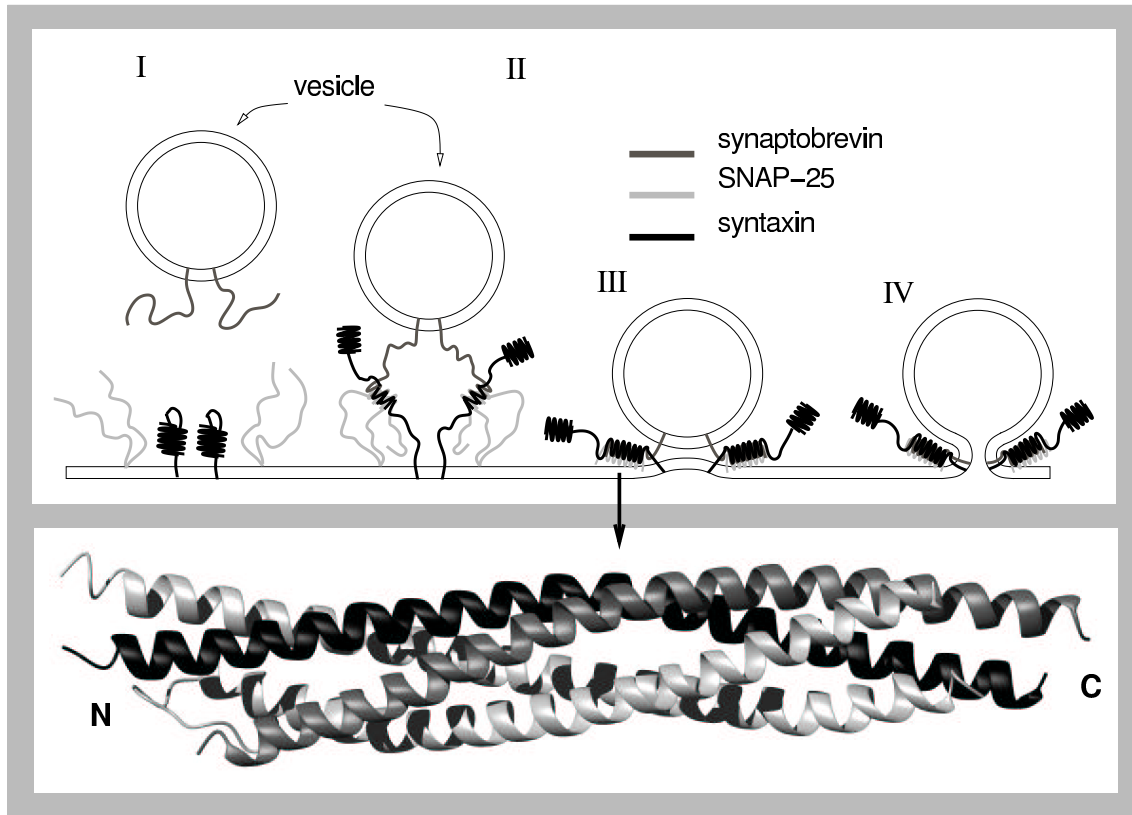 I
II
vesicle
synaptobrevin
SNAP−25
syntaxin
III
IV
N
C